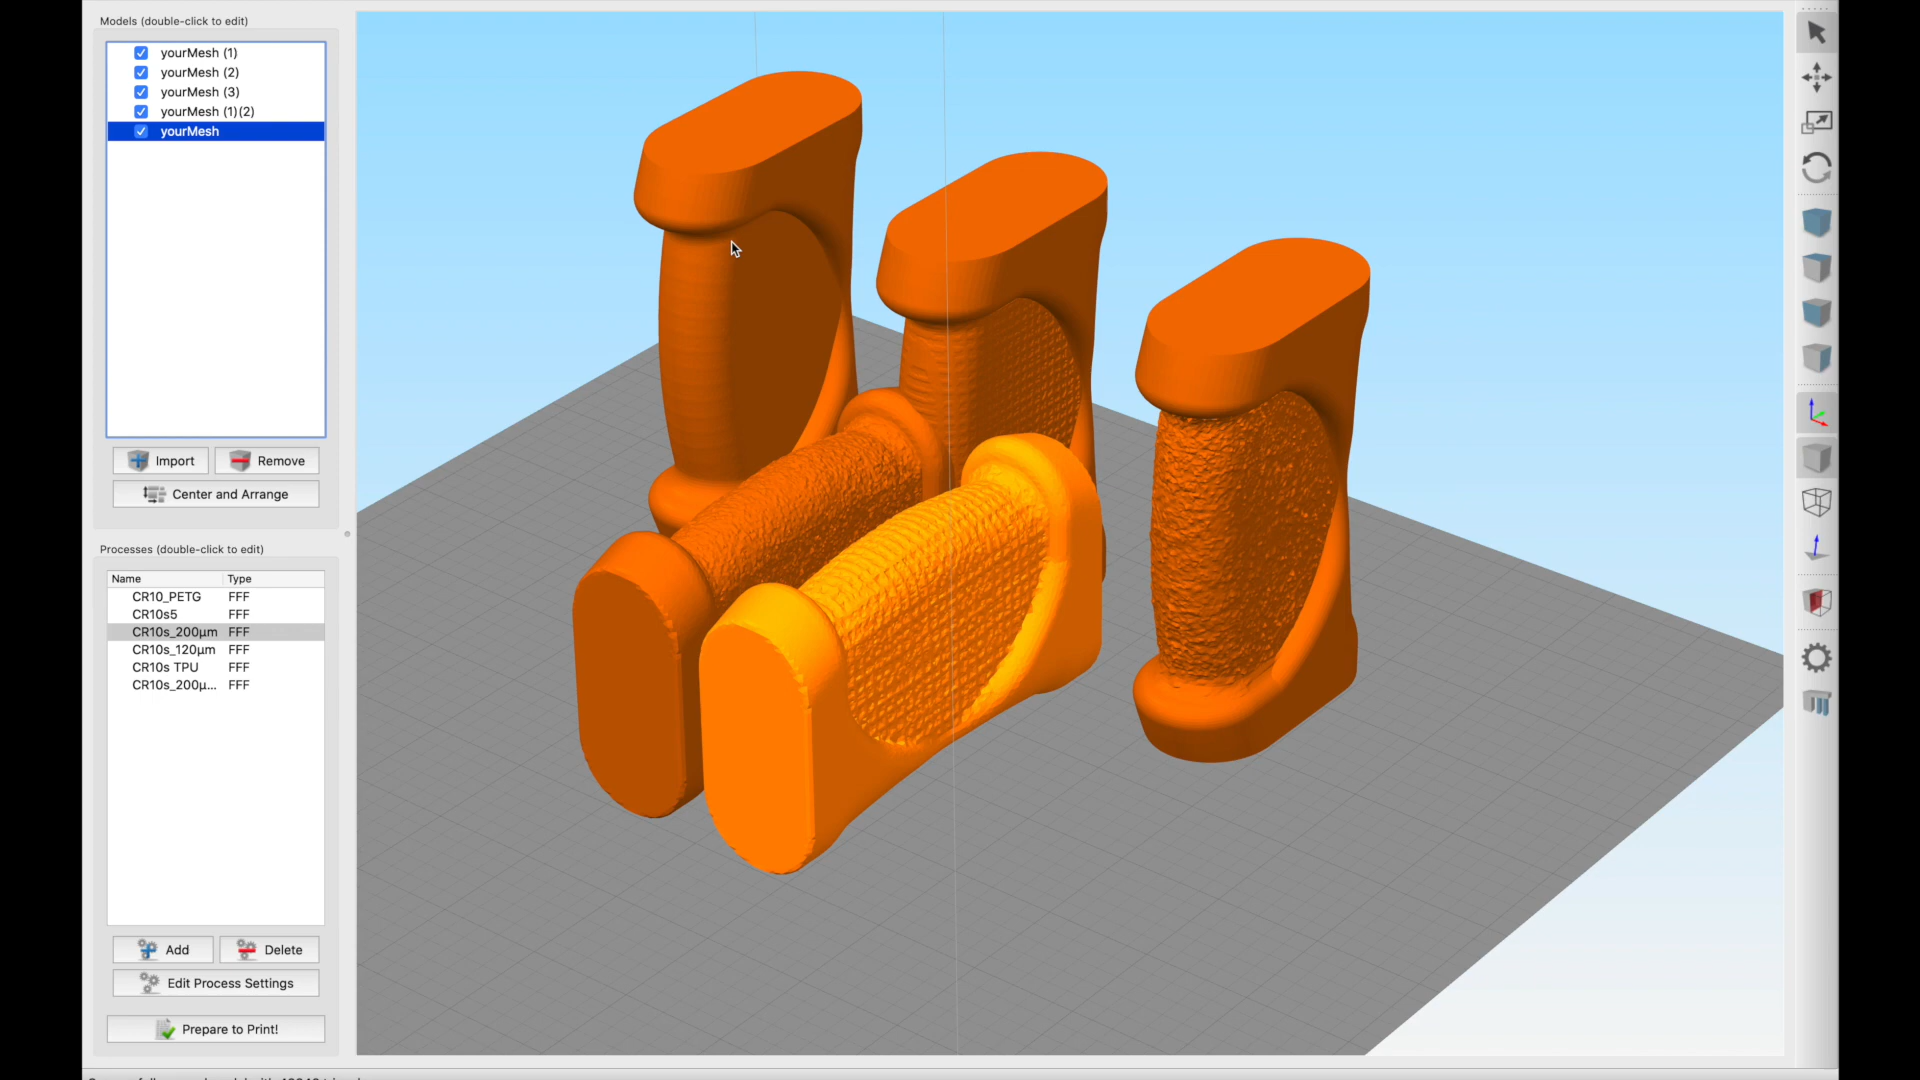 Models (double-click to edit)
yourMesh (1)
yourMesh (2)
yourMesh (3)
yourMesh (1)(2)
yourMesh
Import
Remove
Center and Arrange
Processes (double-click to edit)
Name Type
CR10_PETG FFF
CR10s5 FFF
CR10s_200µm FFF
CR10s_120µm FFF
CR10s TPU FFF
CR10s_200µ... FFF
Add
Delete
Edit Process Settings
Prepare to Print!